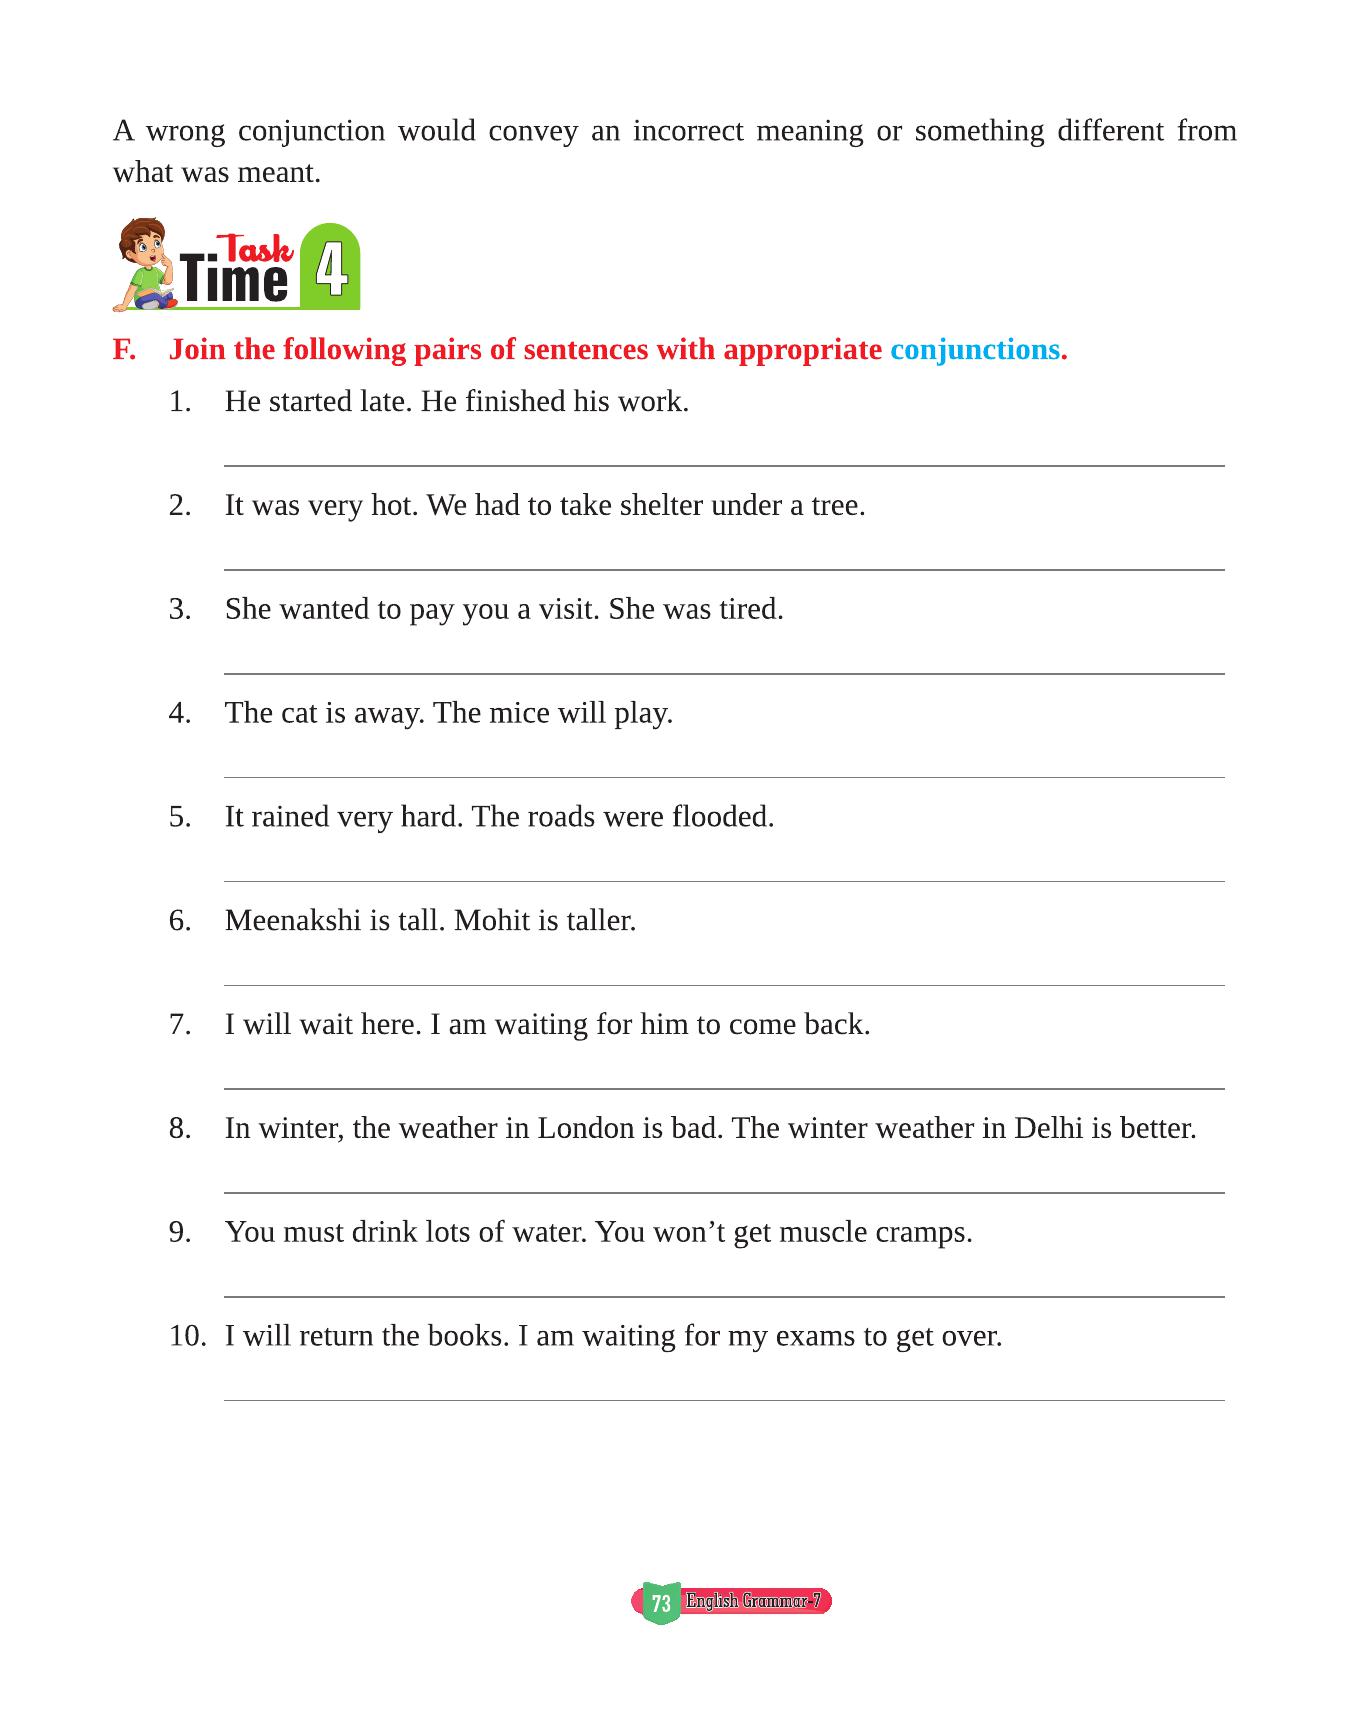 A wrong conjunction would convey an incorrect meaning or something different from
what was meant.
Task
Time 4
F. Join the following pairs of sentences with appropriate conjunctions.
1. He started late. He finished his work.
2. It was very hot. We had to take shelter under a tree.
3. She wanted to pay you a visit. She was tired.
4. The cat is away. The mice will play.
5. It rained very hard. The roads were flooded.
6. Meenakshi is tall. Mohit is taller.
7. I will wait here. I am waiting for him to come back.
8. In winter, the weather in London is bad. The winter weather in Delhi is better.
9. You must drink lots of water. You won’t get muscle cramps.
10. I will return the books. I am waiting for my exams to get over.
73 English Grammar-7